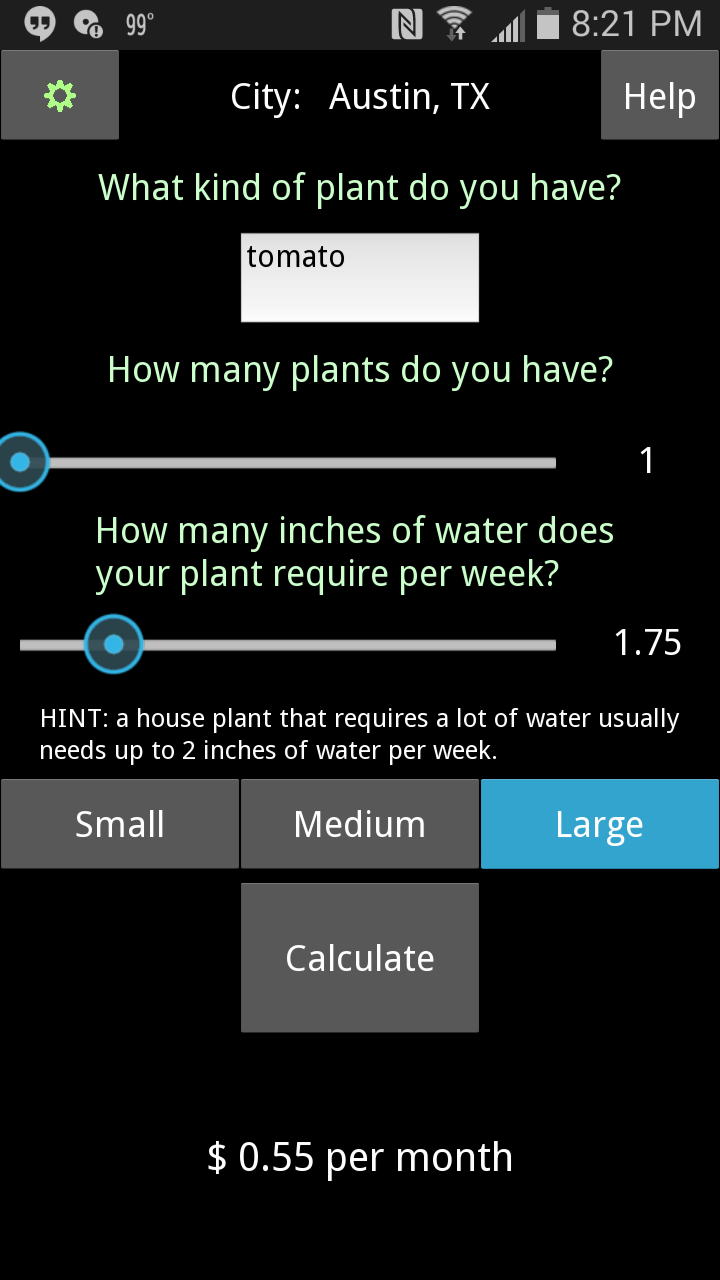 99° 8:21 PM
City: Austin, TX Help
What kind of plant do you have?
tomato
How many plants do you have?
1
How many inches of water does
your plant require per week?
1.75
HINT: a house plant that requires a lot of water usually
needs up to 2 inches of water per week.
Small Medium Large
Calculate
$ 0.55 per month